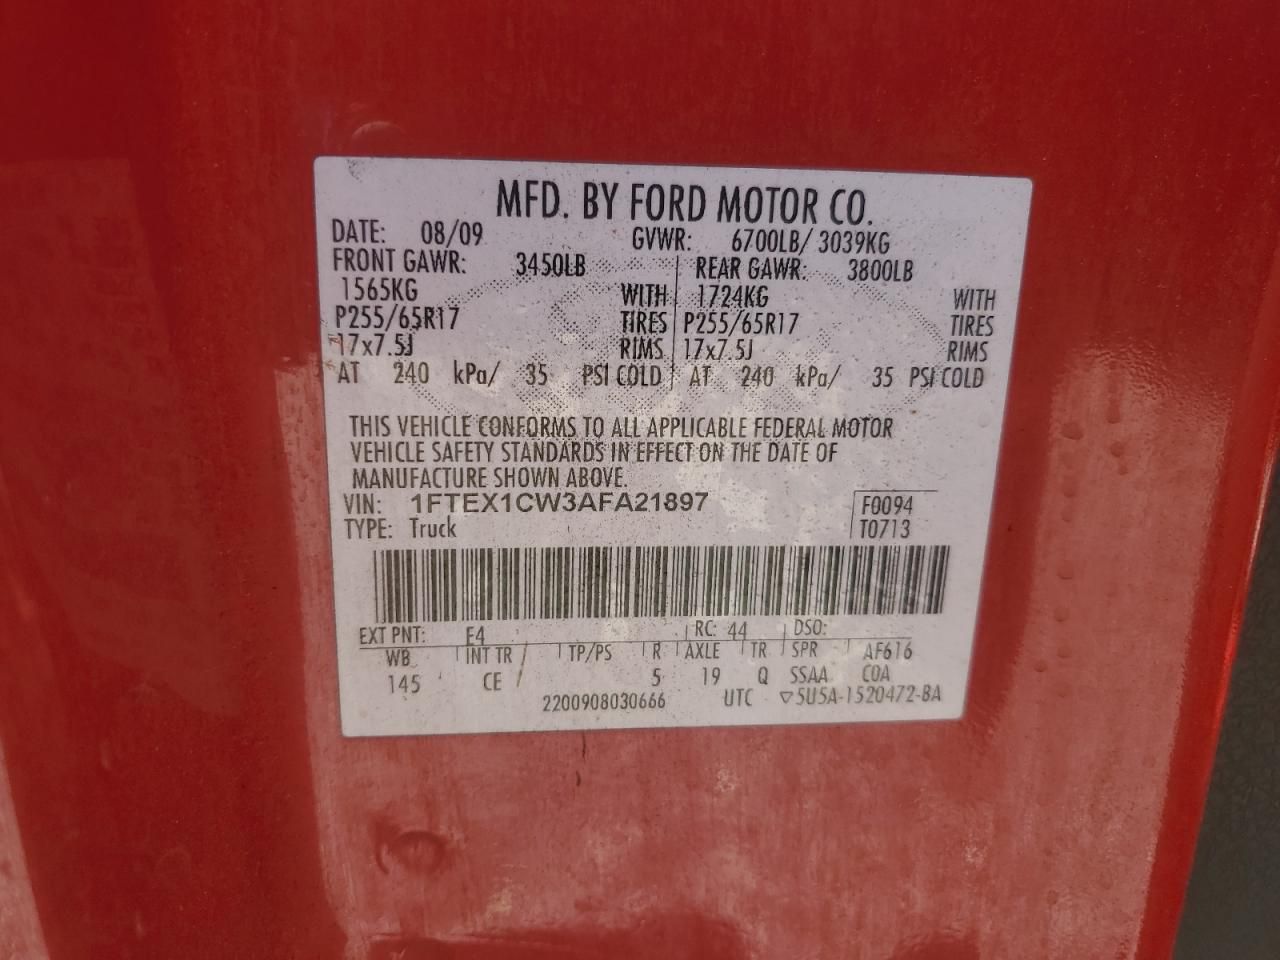 MFD. BY FORD MOTOR CO.
DATE: 08/09 GVWR: 6700LB/ 3039KG
FRONT GAWR: 3450LB REAR GAWR: 3800LB
1565KG WITH 1724KG WITH
P255/65R17 TIRES P255/65R17 TIRES
17x7.5J RIMS 17x7.5J RIMS
AT 240 kPa/ 35 PSI COLD AT 240 kPa/ 35 PSI COLD
THIS VEHICLE CONFORMS TO ALL APPLICABLE FEDERAL MOTOR
VEHICLE SAFETY STANDARDS IN EFFECT ON THE DATE OF
MANUFACTURE SHOWN ABOVE.
VIN: 1FTEX1CW3AFA21897 F0094
TYPE: Truck T0713
EXT PNT: E4 RC: 44 DSO:
WB INT TR TP/PS R AXLE TR SPR AF616
145 CE 5 19 Q SSAA COA
2200908030666 UTC ▽5U5A-1520472-BA